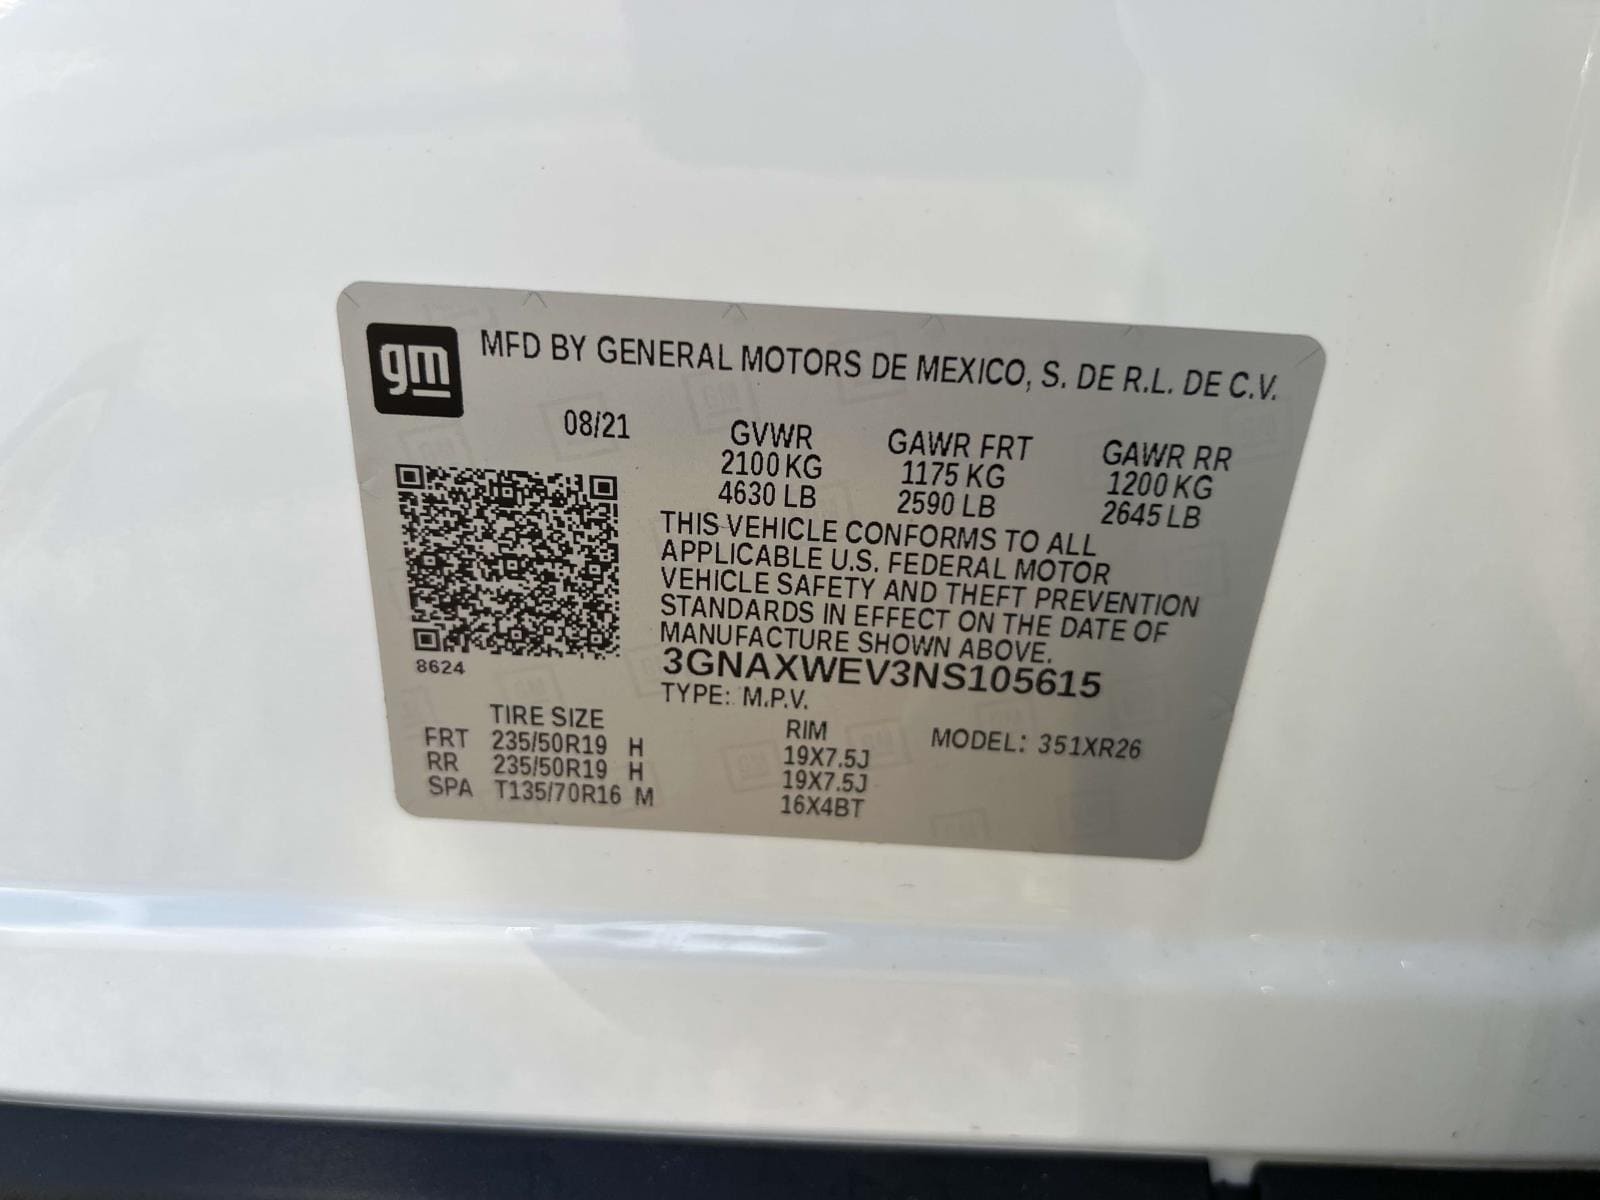 gm
MFD BY GENERAL MOTORS DE MEXICO, S. DE R.L. DE C.V.
08/21
GVWR GAWR FRT GAWR RR
2100 KG 1175 KG 1200 KG
4630 LB 2590 LB 2645 LB
THIS VEHICLE CONFORMS TO ALL
APPLICABLE U.S. FEDERAL MOTOR
VEHICLE SAFETY AND THEFT PREVENTION
STANDARDS IN EFFECT ON THE DATE OF
MANUFACTURE SHOWN ABOVE.
8624
3GNAXWEV3NS105615
TYPE: M.P.V.
TIRE SIZE RIM MODEL: 351XR26
FRT 235/50R19 H 19X7.5J
RR 235/50R19 H 19X7.5J
SPA T135/70R16 M 16X4BT